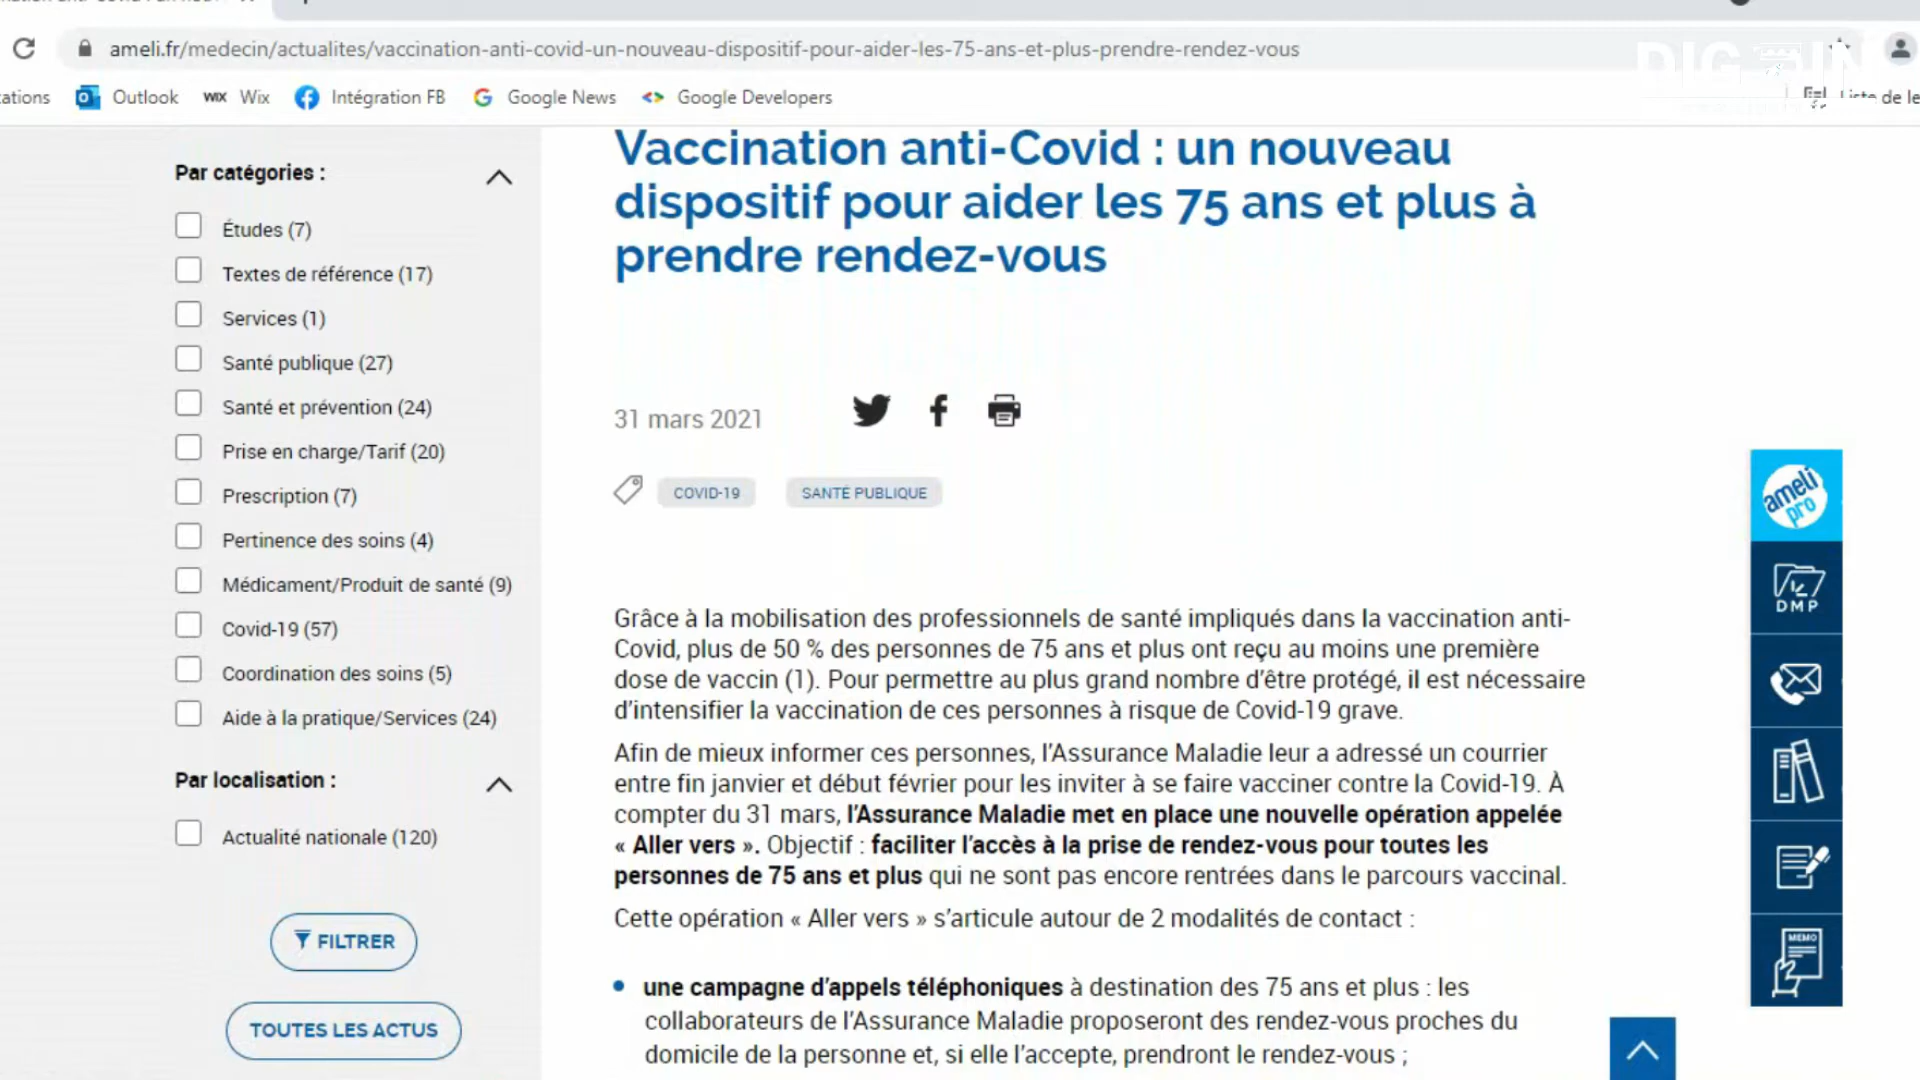 ameli.fr/medecin/actualites/vaccination-anti-covid-un-nouveau-dispositif-pour-aider-les-75-ans-et-plus-prendre-rendez-vous
DIG IN
Outlook
WIX Wix
Intégration FB
Google News
Google Developers
Liste de le
Par catégories :
Études (7)
Textes de référence (17)
Services (1)
Santé publique (27)
Santé et prévention (24)
Prise en charge/Tarif (20)
Prescription (7)
Pertinence des soins (4)
Médicament/Produit de santé (9)
Covid-19 (57)
Coordination des soins (5)
Aide à la pratique/Services (24)
Par localisation :
Actualité nationale (120)
FILTRER
TOUTES LES ACTUS
Vaccination anti-Covid : un nouveau
dispositif pour aider les 75 ans et plus à
prendre rendez-vous
31 mars 2021
COVID-19
SANTÉ PUBLIQUE
Grâce à la mobilisation des professionnels de santé impliqués dans la vaccination anti-
Covid, plus de 50 % des personnes de 75 ans et plus ont reçu au moins une première
dose de vaccin (1). Pour permettre au plus grand nombre d’être protégé, il est nécessaire
d’intensifier la vaccination de ces personnes à risque de Covid-19 grave.
Afin de mieux informer ces personnes, l’Assurance Maladie leur a adressé un courrier
entre fin janvier et début février pour les inviter à se faire vacciner contre la Covid-19. À
compter du 31 mars, l’Assurance Maladie met en place une nouvelle opération appelée
« Aller vers ». Objectif : faciliter l’accès à la prise de rendez-vous pour toutes les
personnes de 75 ans et plus qui ne sont pas encore rentrées dans le parcours vaccinal.
Cette opération « Aller vers » s’articule autour de 2 modalités de contact :
une campagne d’appels téléphoniques à destination des 75 ans et plus : les
collaborateurs de l’Assurance Maladie proposeront des rendez-vous proches du
domicile de la personne et, si elle l’accepte, prendront le rendez-vous ;
ameli
pro
DMP
MEMO